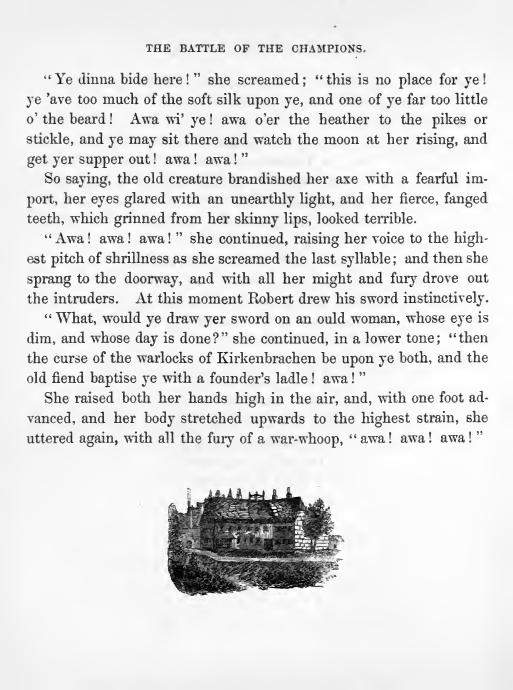 THE BATTLE OF THE CHAMPIONS.
“Ye dinna bide here!” she screamed; “this is no place for ye!
ye ’ave too much of the soft silk upon ye, and one of ye far too little
o’ the beard! Awa wi’ ye! awa o’er the heather to the pikes or
stickle, and ye may sit there and watch the moon at her rising, and
get yer supper out! awa! awa!”
So saying, the old creature brandished her axe with a fearful im-
port, her eyes glared with an unearthly light, and her fierce, fanged
teeth, which grinned from her skinny lips, looked terrible.
“Awa! awa! awa!” she continued, raising her voice to the high-
est pitch of shrillness as she screamed the last syllable; and then she
sprang to the doorway, and with all her might and fury drove out
the intruders. At this moment Robert drew his sword instinctively.
“What, would ye draw yer sword on an ould woman, whose eye is
dim, and whose day is done?” she continued, in a lower tone; “then
the curse of the warlocks of Kirkenbrachen be upon ye both, and the
old fiend baptise ye with a founder’s ladle! awa!”
She raised both her hands high in the air, and, with one foot ad-
vanced, and her body stretched upwards to the highest strain, she
uttered again, with all the fury of a war-whoop, “awa! awa! awa!”